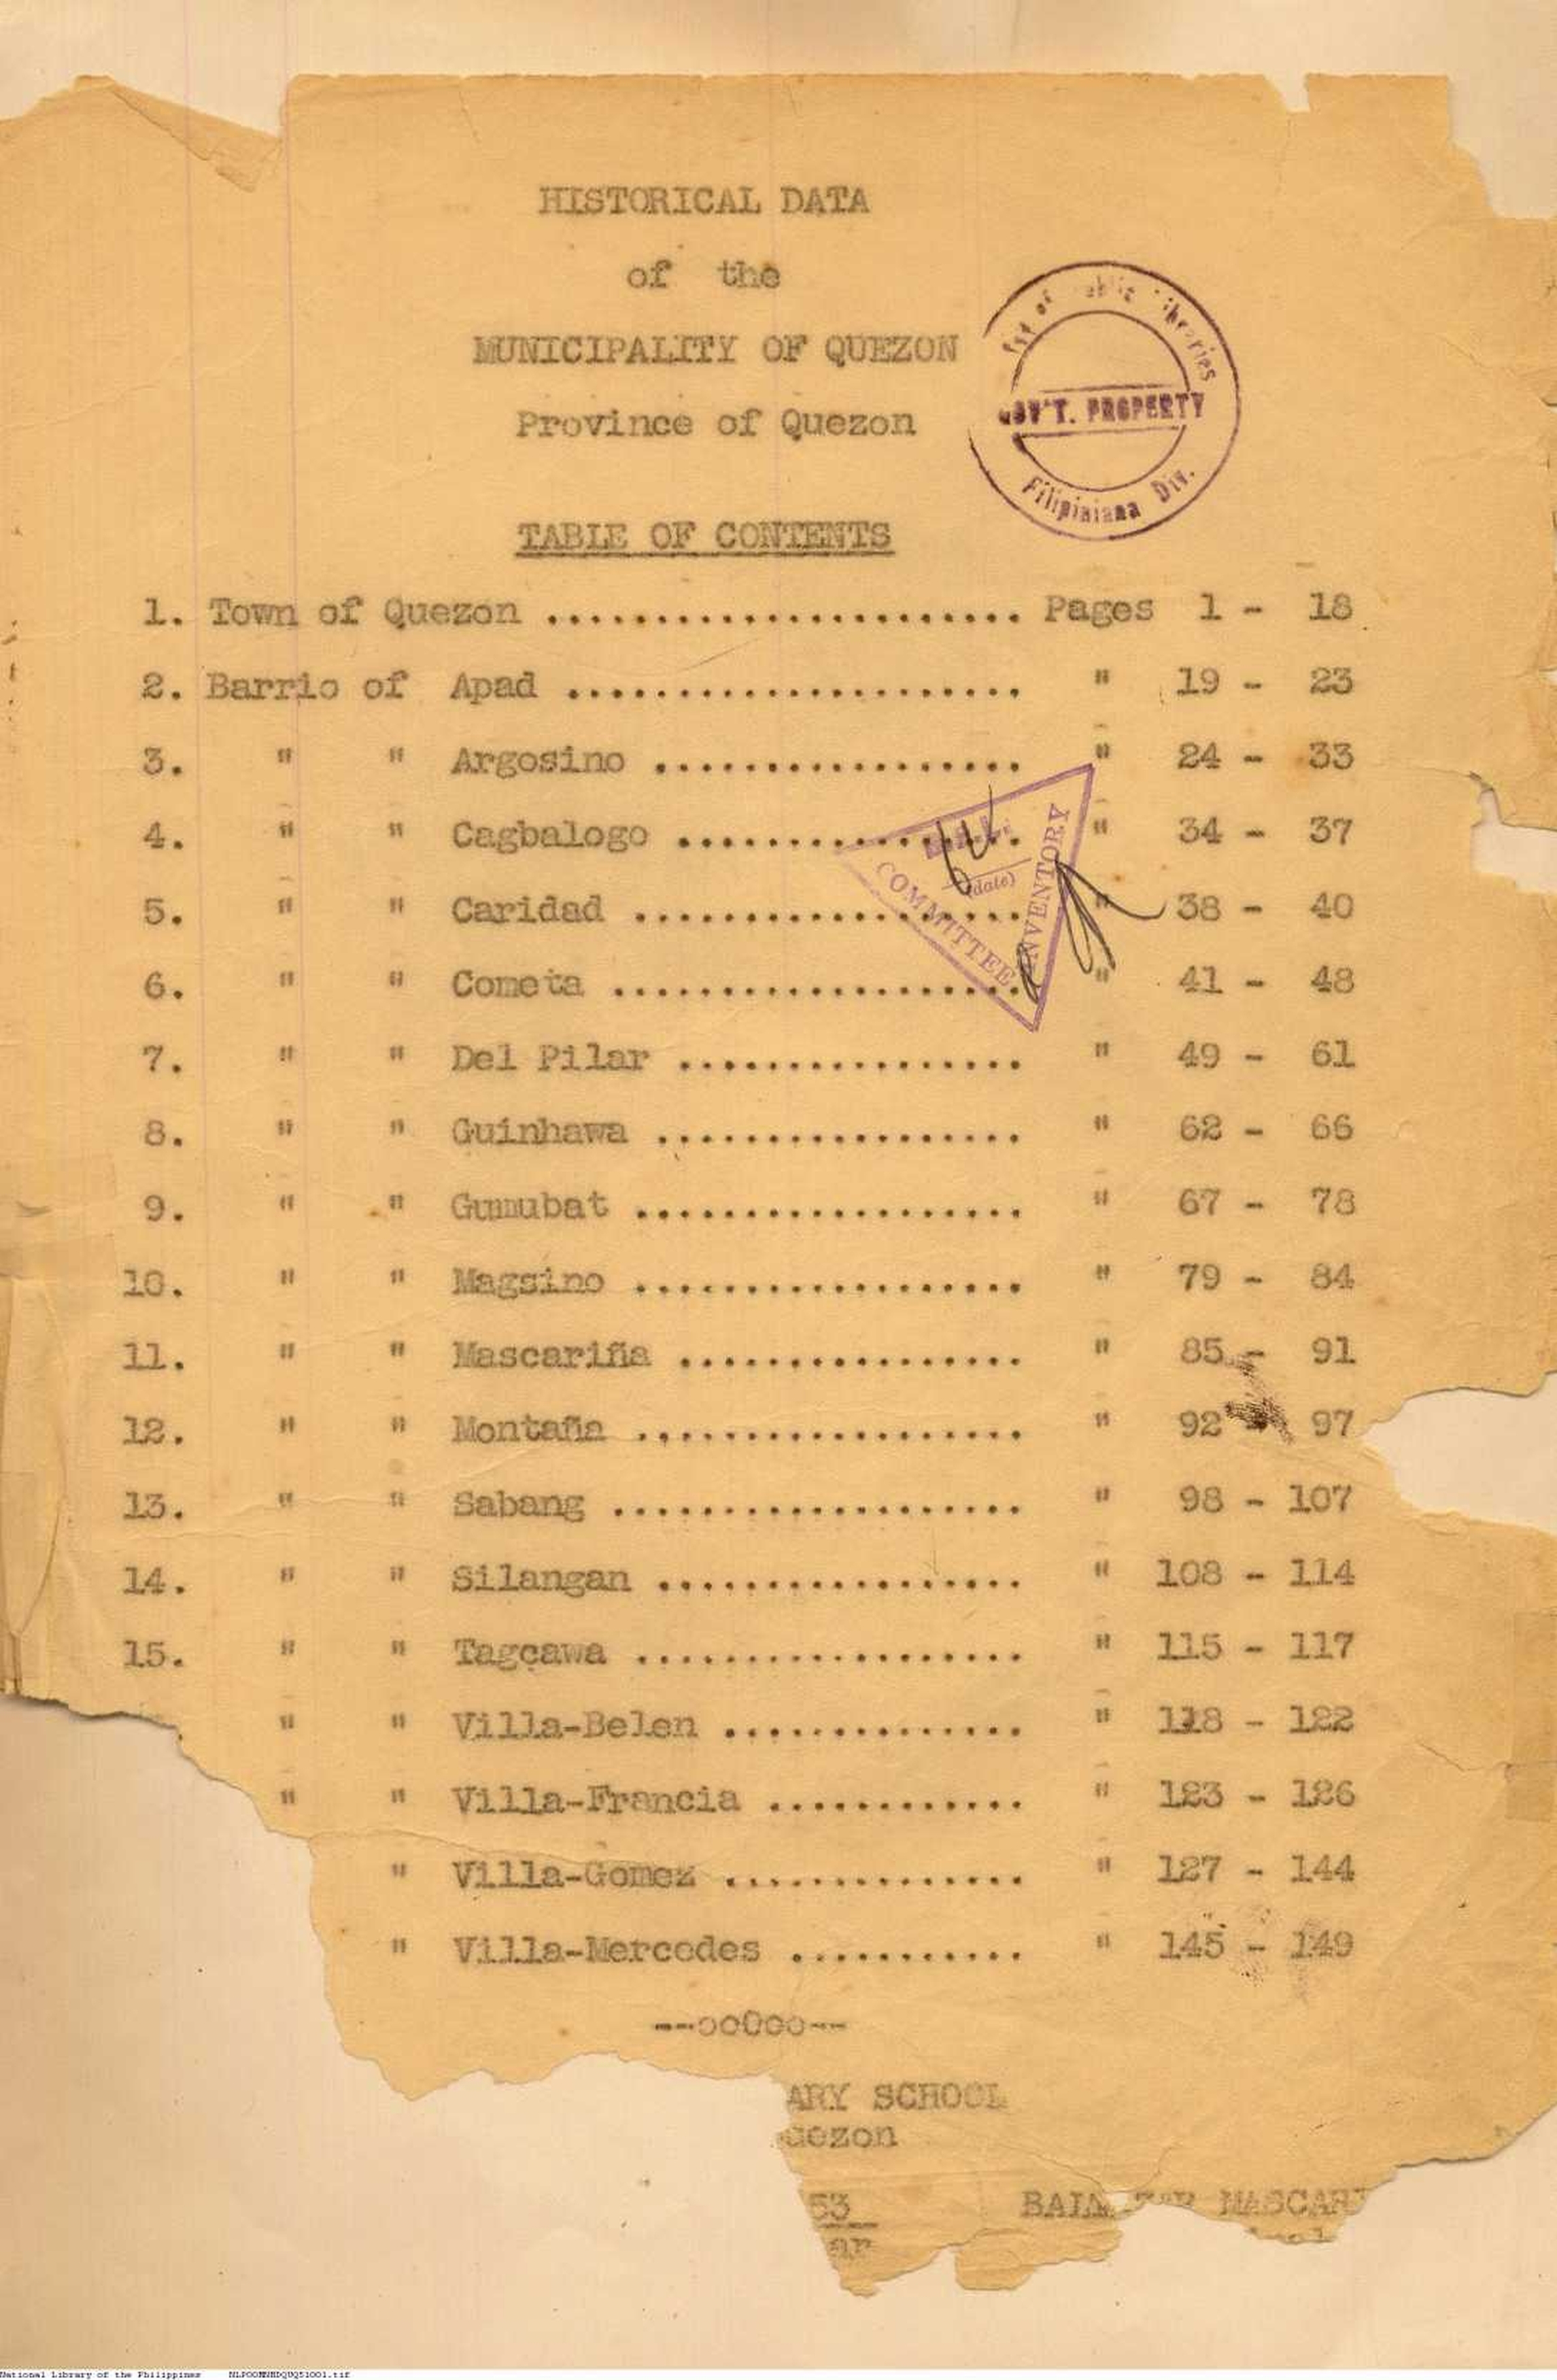 HISTORICAL DATA
of the
MUNICIPALITY OF QUEZON
Province of Quezon
GOV'T. PROPERTY
Filipiniana Div.
TABLE OF CONTENTS
1. Town of Quezon ...................... Pages 1 - 18
2. Barrio of Apad ..................... " 19 - 23
3. " " Argosino ................. " 24 - 33
4. " " Cagbalogo ................ " 34 - 37
(date)
COMMITTEE
INVENTORY
5. " " Caridad .................. " 38 - 40
6. " " Cometa ................... " 41 - 48
7. " " Del Pilar ................ " 49 - 61
8. " " Guinhawa ................. " 62 - 66
9. " " Gumubat .................. " 67 - 78
10. " " Magsino .................. " 79 - 84
11. " " Mascariña ................ " 85 - 91
12. " " Montaña .................. " 92 - 97
13. " " Sabang ................... " 98 - 107
14. " " Silangan ................. " 108 - 114
15. " " Tagcawa .................. " 115 - 117
" " Villa-Belen .............. " 118 - 122
" " Villa-Francia ............ " 123 - 126
" Villa-Gomez .............. " 127 - 144
" Villa-Mercedes ........... " 145 - 149
--ooOoo--
ARY SCHOOL
uezon
53 MASCAR
National Library of the Philippines